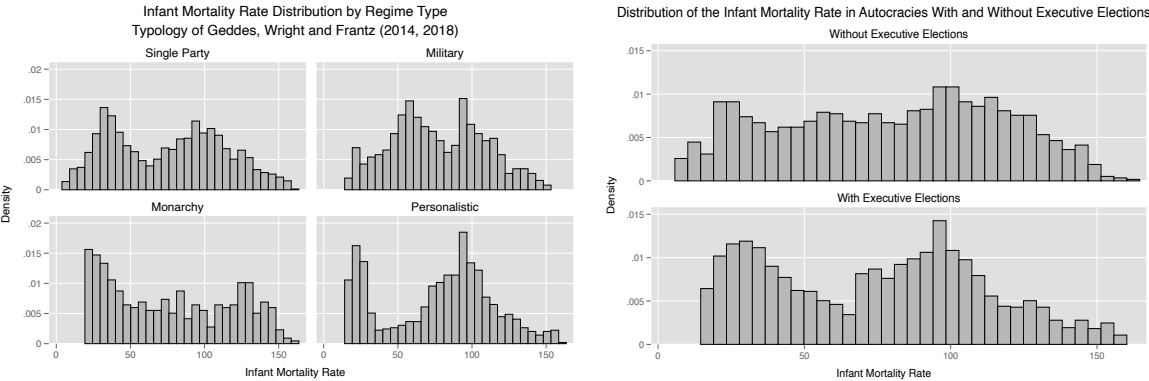 Infant Mortality Rate Distribution by Regime Type
Typology of Geddes, Wright and Frantz (2014, 2018)
Single Party
Military
.02
.015
.01
.005
0
Monarchy
Personalistic
.02
.015
.01
.005
0
0 50 100 150
0 50 100 150
Density
Infant Mortality Rate
Distribution of the Infant Mortality Rate in Autocracies With and Without Executive Elections
Without Executive Elections
.015
.01
.005
0
With Executive Elections
.015
.01
.005
0
0 50 100 150
Density
Infant Mortality Rate